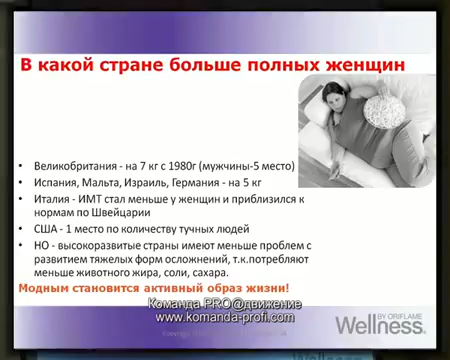 В какой стране больше полных женщин
• Великобритания - на 7 кг с 1980г (мужчины-5 место)
• Испания, Мальта, Израиль, Германия - на 5 кг
• Италия - ИМТ стал меньше у женщин и приблизился к
нормам по Швейцарии
• США - 1 место по количеству тучных людей
• НО - высокоразвитые страны имеют меньше проблем с
развитием тяжелых форм осложнений, т.к.потребляют
меньше животного жира, соли, сахара.
Модным становится активный образ жизни!
Команда PRO@движение
www.komanda-profi.com
BY ORIFLAME
Wellness.